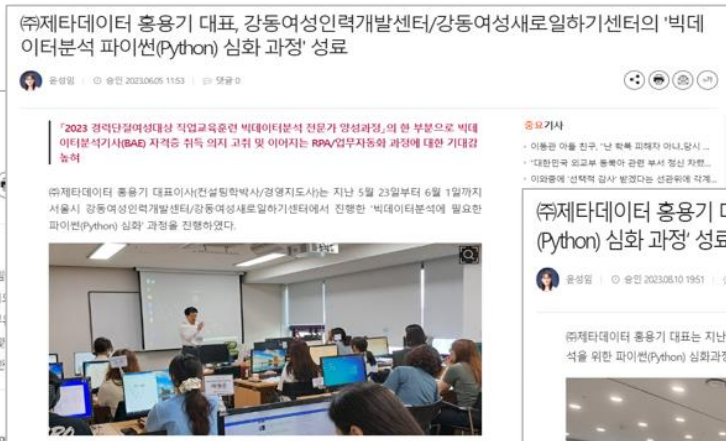 ㈜제타데이터 홍용기 대표, 강동여성인력개발센터/강동여성새로일하기센터의 '빅데
이터분석 파이썬(Python) 심화 과정' 성료
윤성임 승인 2023.06.05 11:53 댓글 0
「2023 경력단절여성대상 직업교육훈련 빅데이터분석 전문가 양성과정」의 한 부분으로 빅데
이터분석기사(BAE) 자격증 취득 의지 고취 및 이어지는 RPA/업무자동화 과정에 대한 기대감
높혀
㈜제타데이터 홍용기 대표이사(컨설팅학박사/경영지도사)는 지난 5월 23일부터 6월 1일까지
서울시 강동여성인력개발센터/강동여성새로일하기센터에서 진행한 '빅데이터분석에 필요한
파이썬(Python) 심화' 과정을 진행하였다.
중요기사
이동관 아들 친구, "난 학폭 피해자 아냐..당시 ...
"대한민국 외교부 동북아 관련 부서 정신 차렸...
이와중에 '선택적 감사' 받겠다는 선관위에 각계...
㈜제타데이터 홍용기 대
(Python) 심화 과정' 성료
윤성임 승인 2023.08.10 19:51
㈜제타데이터 홍용기 대표는 지난
석을 위한 파이썬(Python) 심화과정